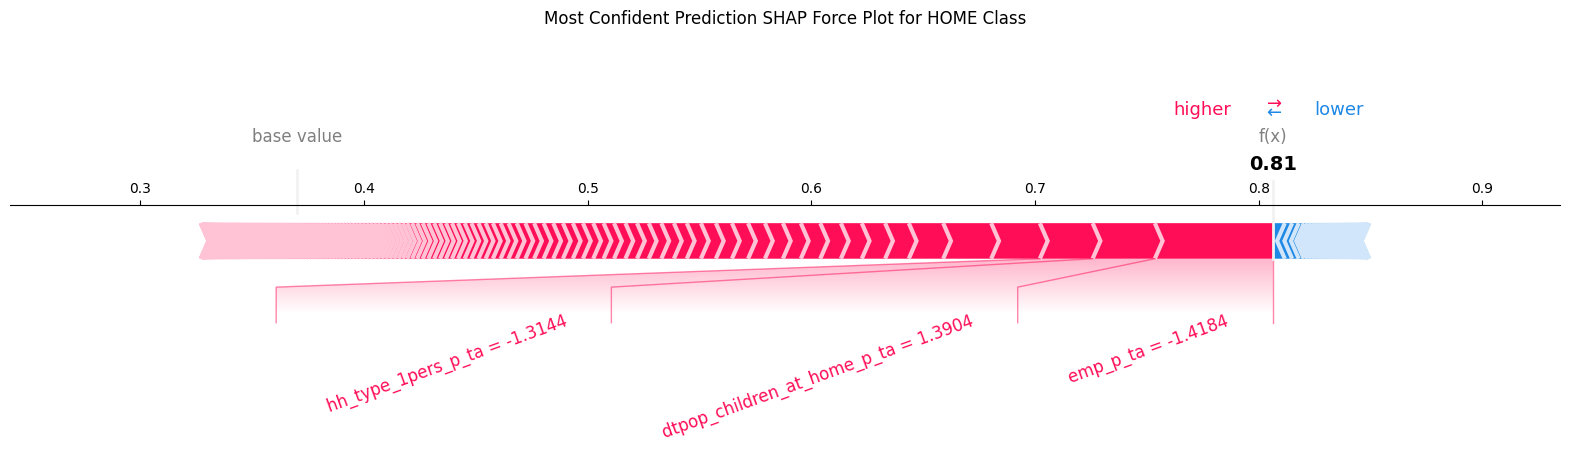 Most Confident Prediction SHAP Force Plot for HOME Class
higher → lower
←
base value f(x)
0.81
0.3 0.4 0.5 0.6 0.7 0.8 0.9
hh_type_1pers_p_ta = -1.3144
dtpop_children_at_home_p_ta = 1.3904
emp_p_ta = -1.4184